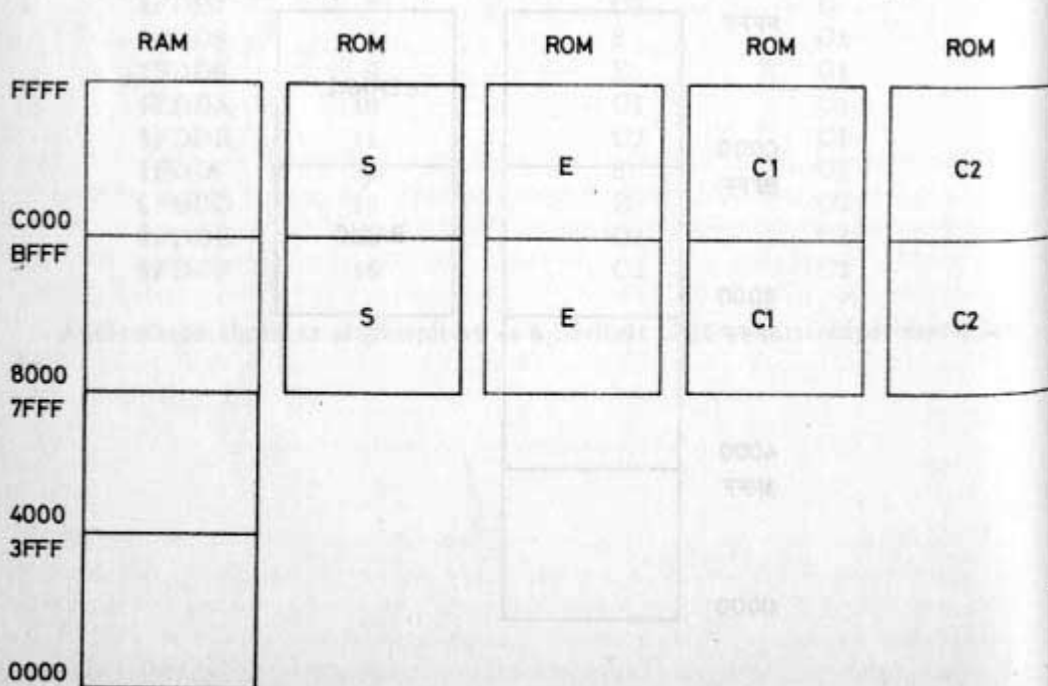 RAM ROM ROM ROM ROM
FFFF
S E C1 C2
C000
BFFF
S E C1 C2
8000
7FFF
4000
3FFF
0000